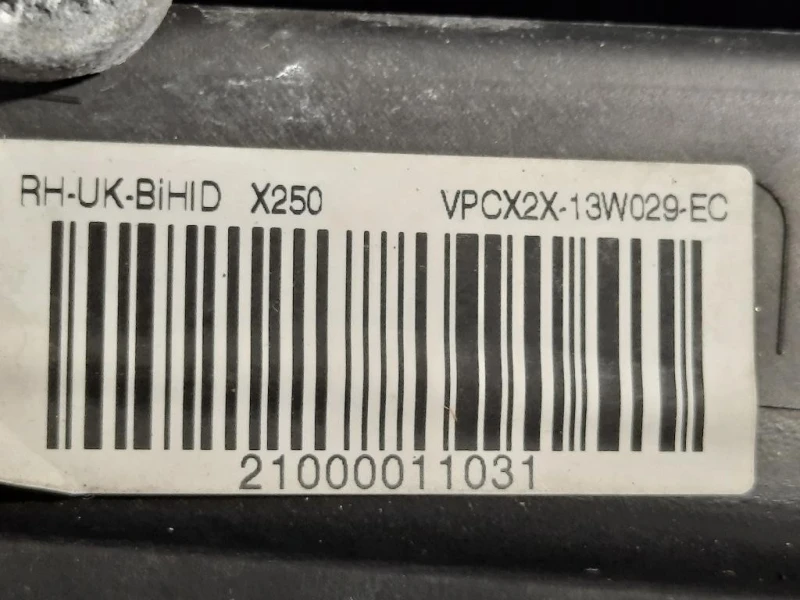 RH-UK-BiHID X250 VPCX2X-13W029-EC
21000011031